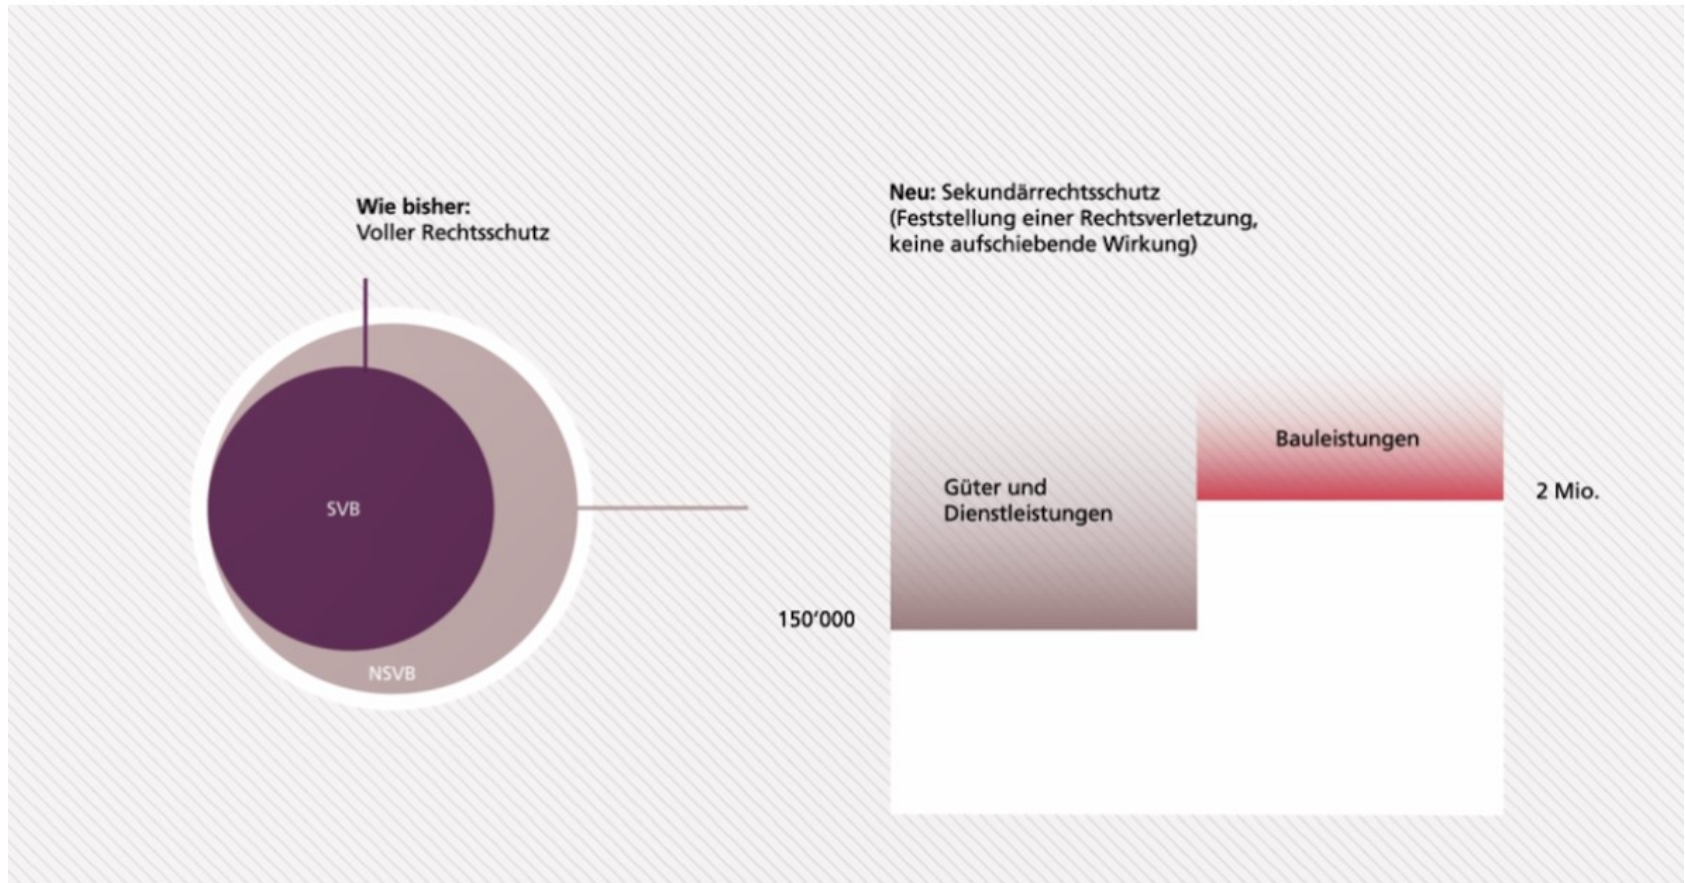 Wie bisher:
Voller Rechtsschutz
SVB
NSVB
Neu: Sekundärrechtsschutz
(Feststellung einer Rechtsverletzung,
keine aufschiebende Wirkung)
Güter und
Dienstleistungen
150’000
Bauleistungen
2 Mio.